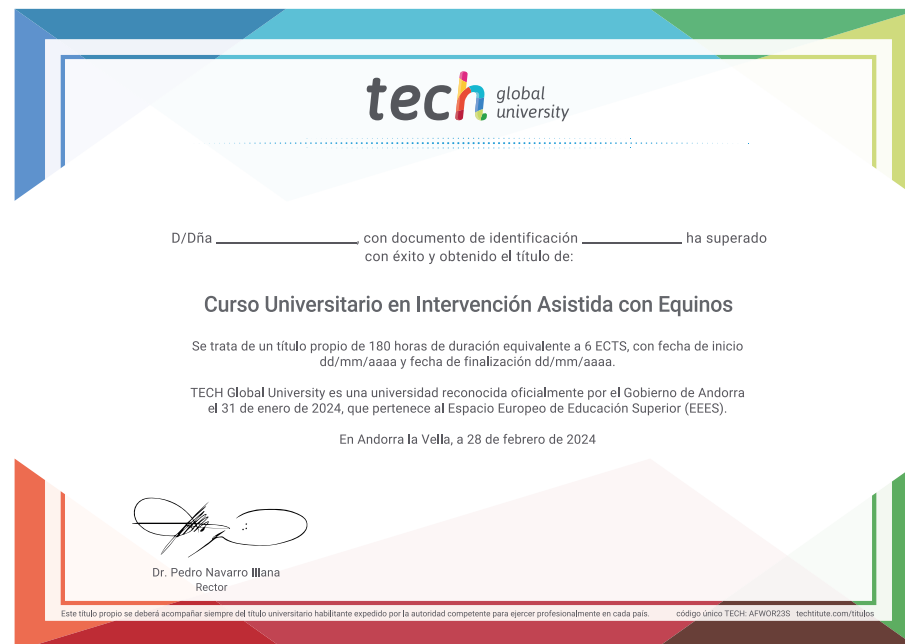 tech global university
D/Dña ____________________, con documento de identificación ______________ ha superado
con éxito y obtenido el título de:
Curso Universitario en Intervención Asistida con Equinos
Se trata de un título propio de 180 horas de duración equivalente a 6 ECTS, con fecha de inicio
dd/mm/aaaa y fecha de finalización dd/mm/aaaa.
TECH Global University es una universidad reconocida oficialmente por el Gobierno de Andorra
el 31 de enero de 2024, que pertenece al Espacio Europeo de Educación Superior (EEES).
En Andorra la Vella, a 28 de febrero de 2024
Dr. Pedro Navarro Illana
Rector
Este título propio se deberá acompañar siempre del título universitario habilitante expedido por la autoridad competente para ejercer profesionalmente en cada país. código único TECH: AFWOR23S techtitute.com/titulos